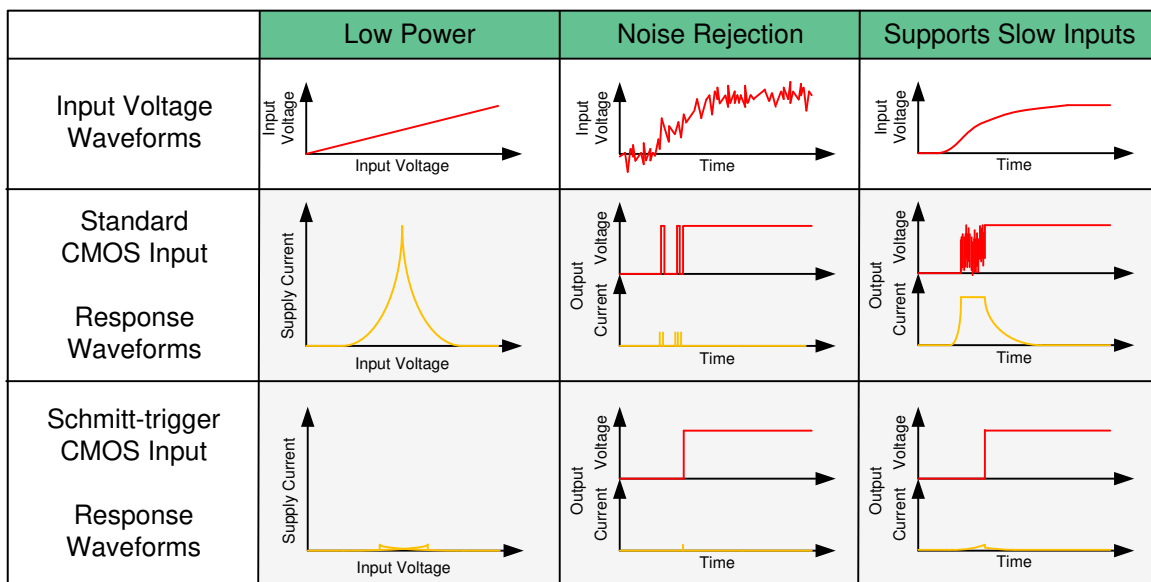 Low Power
Noise Rejection
Supports Slow Inputs
Input Voltage
Waveforms
Input
Voltage
Input Voltage
Input
Voltage
Time
Input
Voltage
Time
Standard
CMOS Input
Response
Waveforms
Supply Current
Input Voltage
Output
Voltage
Current
Time
Output
Voltage
Current
Time
Schmitt-trigger
CMOS Input
Response
Waveforms
Supply Current
Input Voltage
Output
Voltage
Current
Time
Output
Voltage
Current
Time